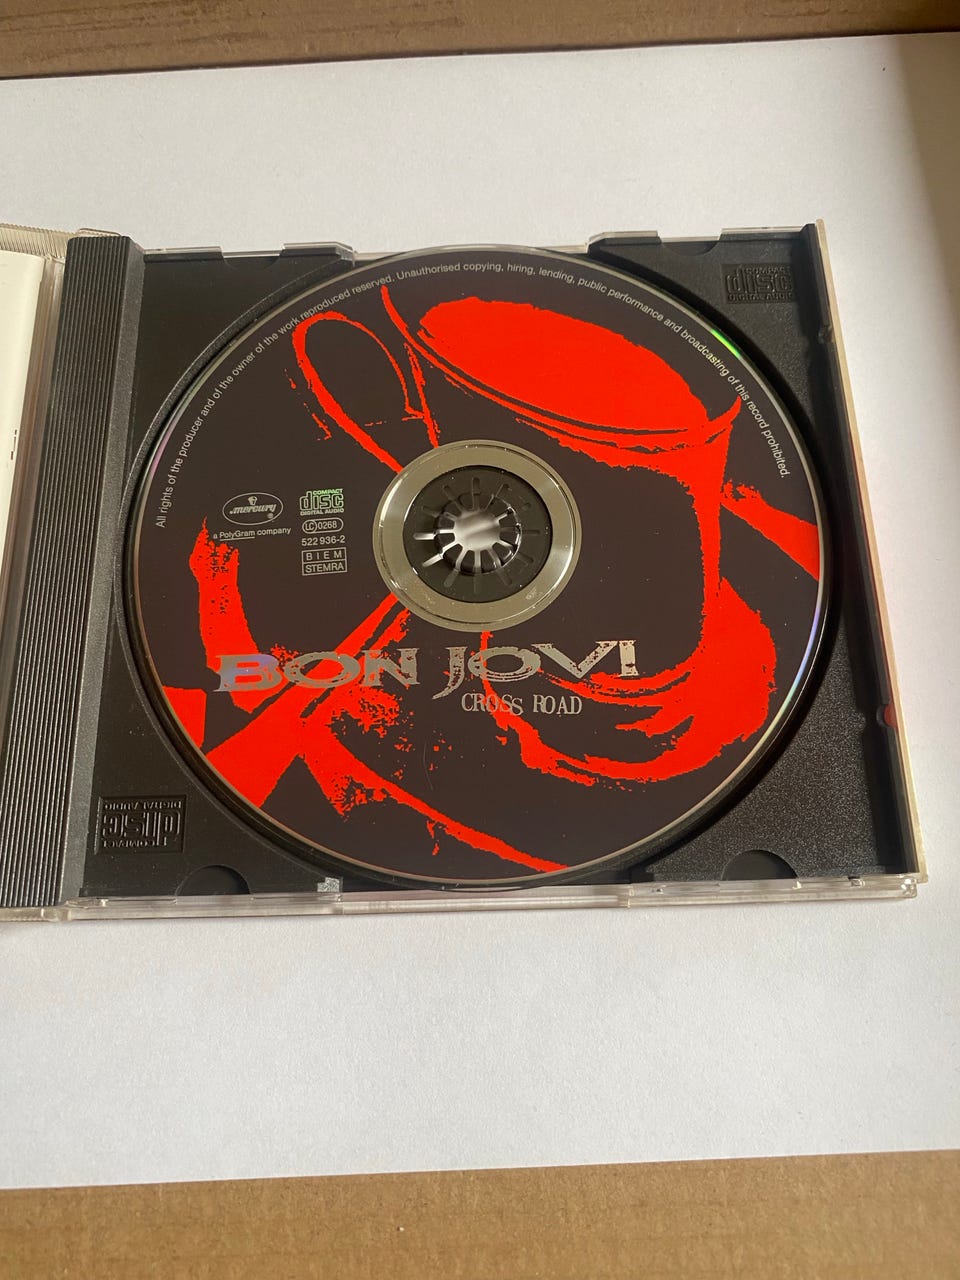 All rights of the producer and of the owner of the work reproduced reserved. Unauthorised copying, hiring, lending, public performance and broadcasting of this record prohibited.
COMPACT
disc
DIGITAL AUDIO
mercury
®
a PolyGram company
COMPACT
disc
DIGITAL AUDIO
LC 0268
522 936-2
BIEM
STEMRA
BON JOVI
CROSS ROAD
COMPACT
disc
DIGITAL AUDIO